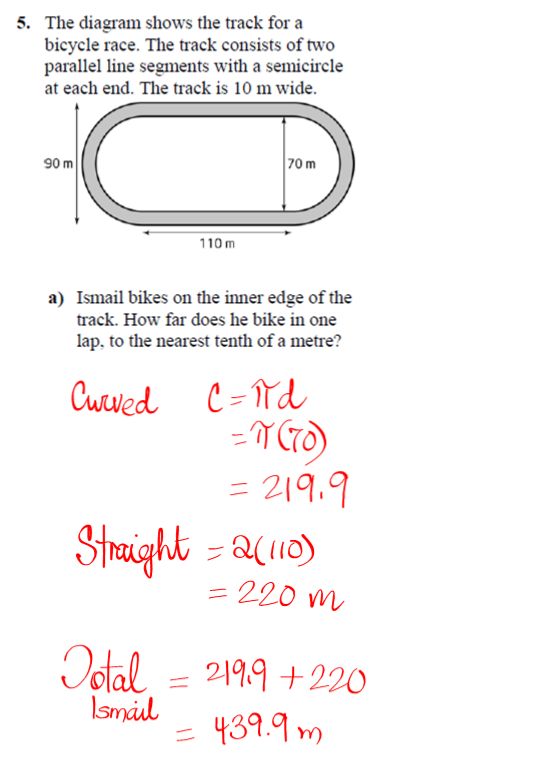 5. The diagram shows the track for a
bicycle race. The track consists of two
parallel line segments with a semicircle
at each end. The track is 10 m wide.
90 m
70 m
110 m
a) Ismail bikes on the inner edge of the
track. How far does he bike in one
lap, to the nearest tenth of a metre?
Curved C = πd
= π(70)
= 219.9
Straight = 2(110)
= 220 m
Total = 219.9 + 220
Ismail
= 439.9 m